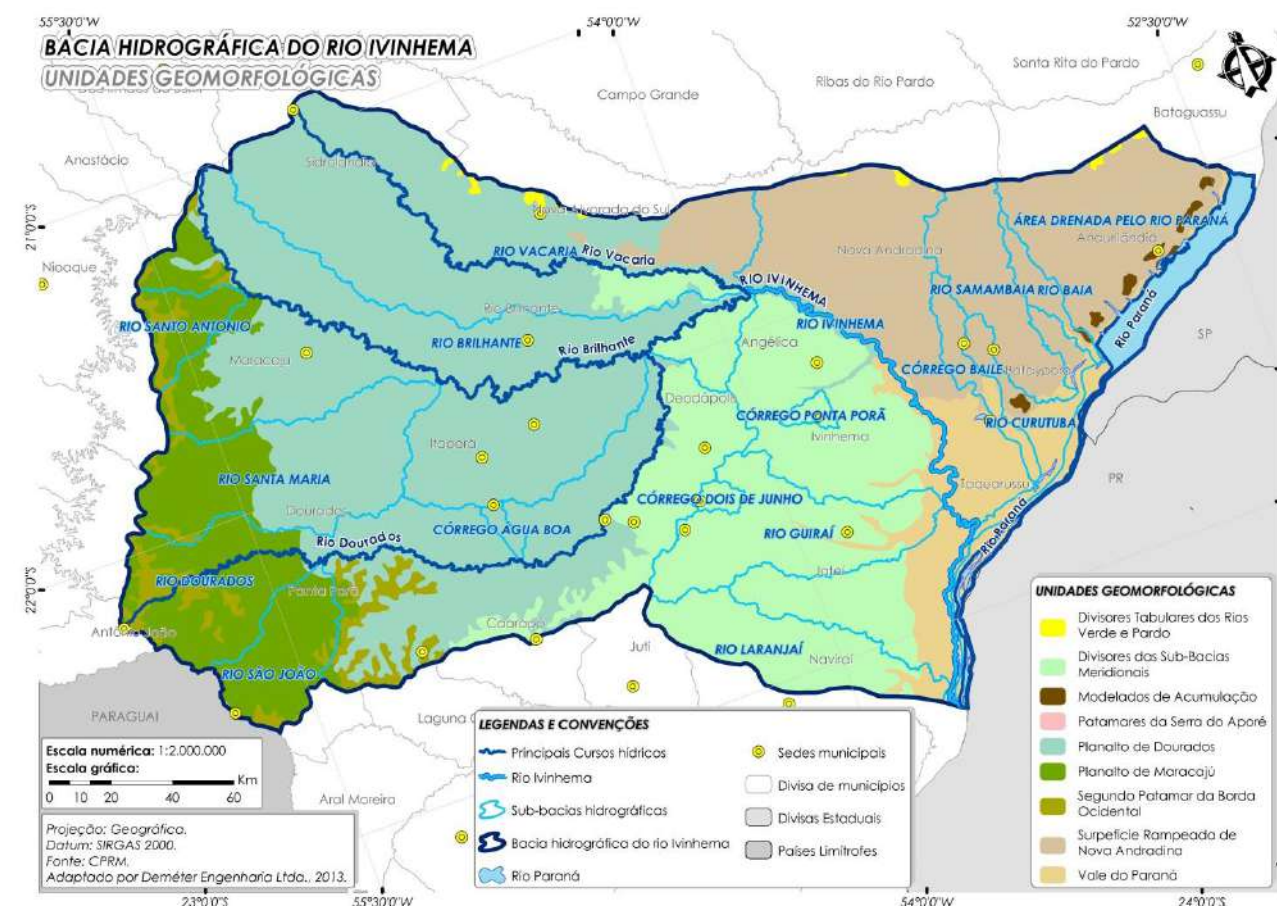 55°30'0"W
54°0'0"W
52°30'0"W
BACIA HIDROGRÁFICA DO RIO IVINHEMA
UNIDADES GEOMORFOLÓGICAS
Santa Rita do Pardo
Ribas do Rio Pardo
Campo Grande
Bataguassu
Anastácio
Sidrolândia
21°0'0"S
Nova Alvorada do Sul
ÁREA DRENADA PELO RIO PARANÁ
Anaurilândia
Nova Andradina
RIO VACARIA
Rio Vacaria
Nioaque
RIO IVINHEMA
RIO SAMAMBAIA
RIO BAIA
Rio Brilhante
Rio Paraná
RIO SANTO ANTONIO
RIO IVINHEMA
SP
RIO BRILHANTE
Rio Brilhante
Angélica
Maracaju
CÓRREGO BAILE
Batayporã
Deodápolis
CÓRREGO PONTA PORÃ
RIO CURUTUBA
Ivinhema
Itaporã
RIO SANTA MARIA
PR
Taquarussu
CÓRREGO DOIS DE JUNHO
Dourados
CÓRREGO ÁGUA BOA
RIO GUIRAÍ
Rio Dourados
Rio Paraná
RIO DOURADOS
Jateí
22°0'0"S
Ponta Porã
Antônio João
Caarapó
Juti
RIO LARANJAÍ
Naviraí
RIO SÃO JOÃO
PARAGUAI
Laguna
Aral Moreira
UNIDADES GEOMORFOLÓGICAS
Divisores Tabulares dos Rios
Verde e Pardo
Divisores das Sub-Bacias
Meridionais
Modelados de Acumulação
Patamares da Serra do Aporé
Planalto de Dourados
Planalto de Maracajú
Segundo Patamar da Borda
Ocidental
Surpefície Rampeada de
Nova Andradina
Vale do Paraná
LEGENDAS E CONVENÇÕES
Principais Cursos hídricos
Rio Ivinhema
Sub-bacias hidrográficas
Bacia hidrográfica do rio Ivinhema
Rio Paraná
Sedes municipais
Divisa de municípios
Divisas Estaduais
Países Limítrofes
Escala numérica: 1:2.000.000
Escala gráfica:
Km
0 10 20 40 60
Projeção: Geográfica.
Datum: SIRGAS 2000.
Fonte: CPRM.
Adaptado por Deméter Engenharia Ltda., 2013.
23°0'0"S
55°30'0"W
54°0'0"W
24°0'0"S